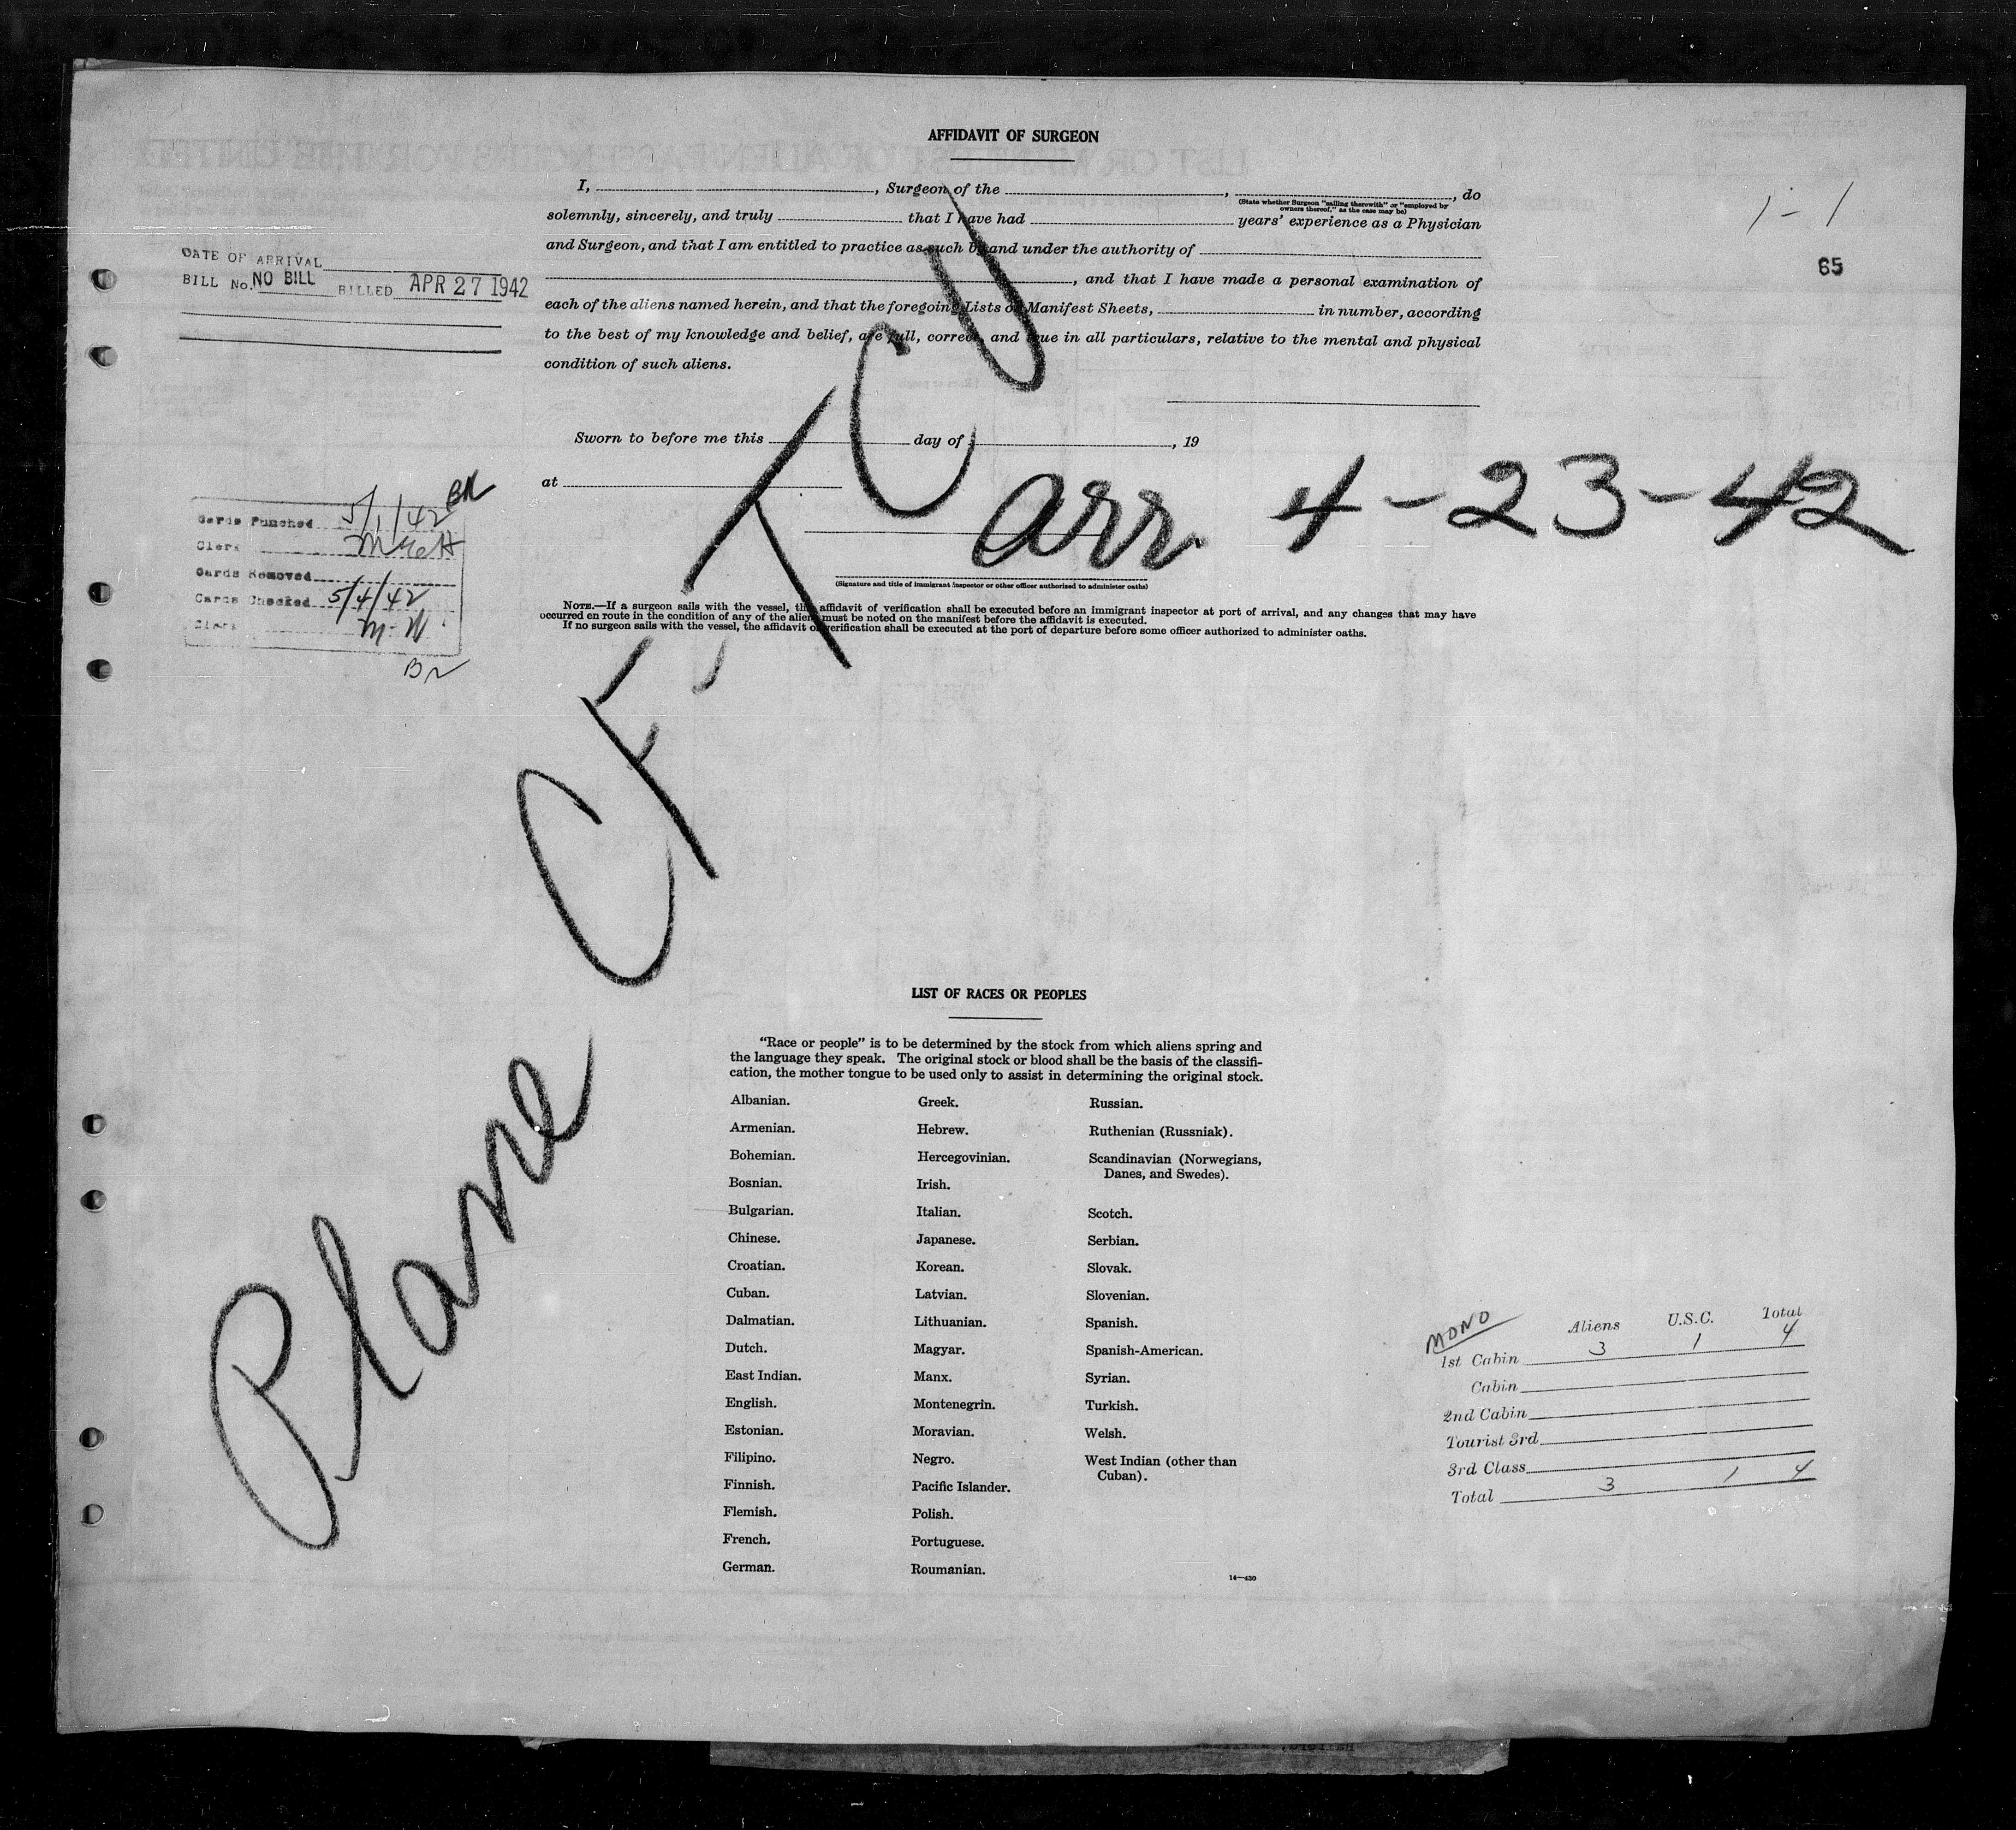 AFFIDAVIT OF SURGEON
I, , Surgeon of the , , do
(State whether Surgeon "sailing therewith" or "employed by
owners thereof," as the case may be)
solemnly, sincerely, and truly that I have had years' experience as a Physician
and Surgeon, and that I am entitled to practice as such by and under the authority of
, and that I have made a personal examination of
each of the aliens named herein, and that the foregoing Lists or Manifest Sheets, in number, according
to the best of my knowledge and belief, are full, correct, and true in all particulars, relative to the mental and physical
condition of such aliens.
Sworn to before me this day of , 19
at
(Signature and title of immigrant inspector or other officer authorized to administer oaths)
NOTE.—If a surgeon sails with the vessel, the affidavit of verification shall be executed before an immigrant inspector at port of arrival, and any changes that may have
occurred en route in the condition of any of the aliens must be noted on the manifest before the affidavit is executed.
If no surgeon sails with the vessel, the affidavit of verification shall be executed at the port of departure before some officer authorized to administer oaths.
1-1
65
DATE OF ARRIVAL
BILL No. NO BILL BILLED APR 27 1942
Cards Punched 5/1/42
Clerk
Cards Removed
Cards Checked 5/4/42
Clerk
Plane CF-TCU
arr. 4-23-42
LIST OF RACES OR PEOPLES
"Race or people" is to be determined by the stock from which aliens spring and
the language they speak. The original stock or blood shall be the basis of the classifi-
cation, the mother tongue to be used only to assist in determining the original stock.
Albanian.
Armenian.
Bohemian.
Bosnian.
Bulgarian.
Chinese.
Croatian.
Cuban.
Dalmatian.
Dutch.
East Indian.
English.
Estonian.
Filipino.
Finnish.
Flemish.
French.
German.
Greek.
Hebrew.
Hercegovinian.
Irish.
Italian.
Japanese.
Korean.
Latvian.
Lithuanian.
Magyar.
Manx.
Montenegrin.
Moravian.
Negro.
Pacific Islander.
Polish.
Portuguese.
Roumanian.
Russian.
Ruthenian (Russniak).
Scandinavian (Norwegians,
Danes, and Swedes).
Scotch.
Serbian.
Slovak.
Slovenian.
Spanish.
Spanish-American.
Syrian.
Turkish.
Welsh.
West Indian (other than
Cuban).
14—430
MONO
Aliens U.S.C. Total
1st Cabin 3 1 4
Cabin
2nd Cabin
Tourist 3rd
3rd Class
Total 3 1 4